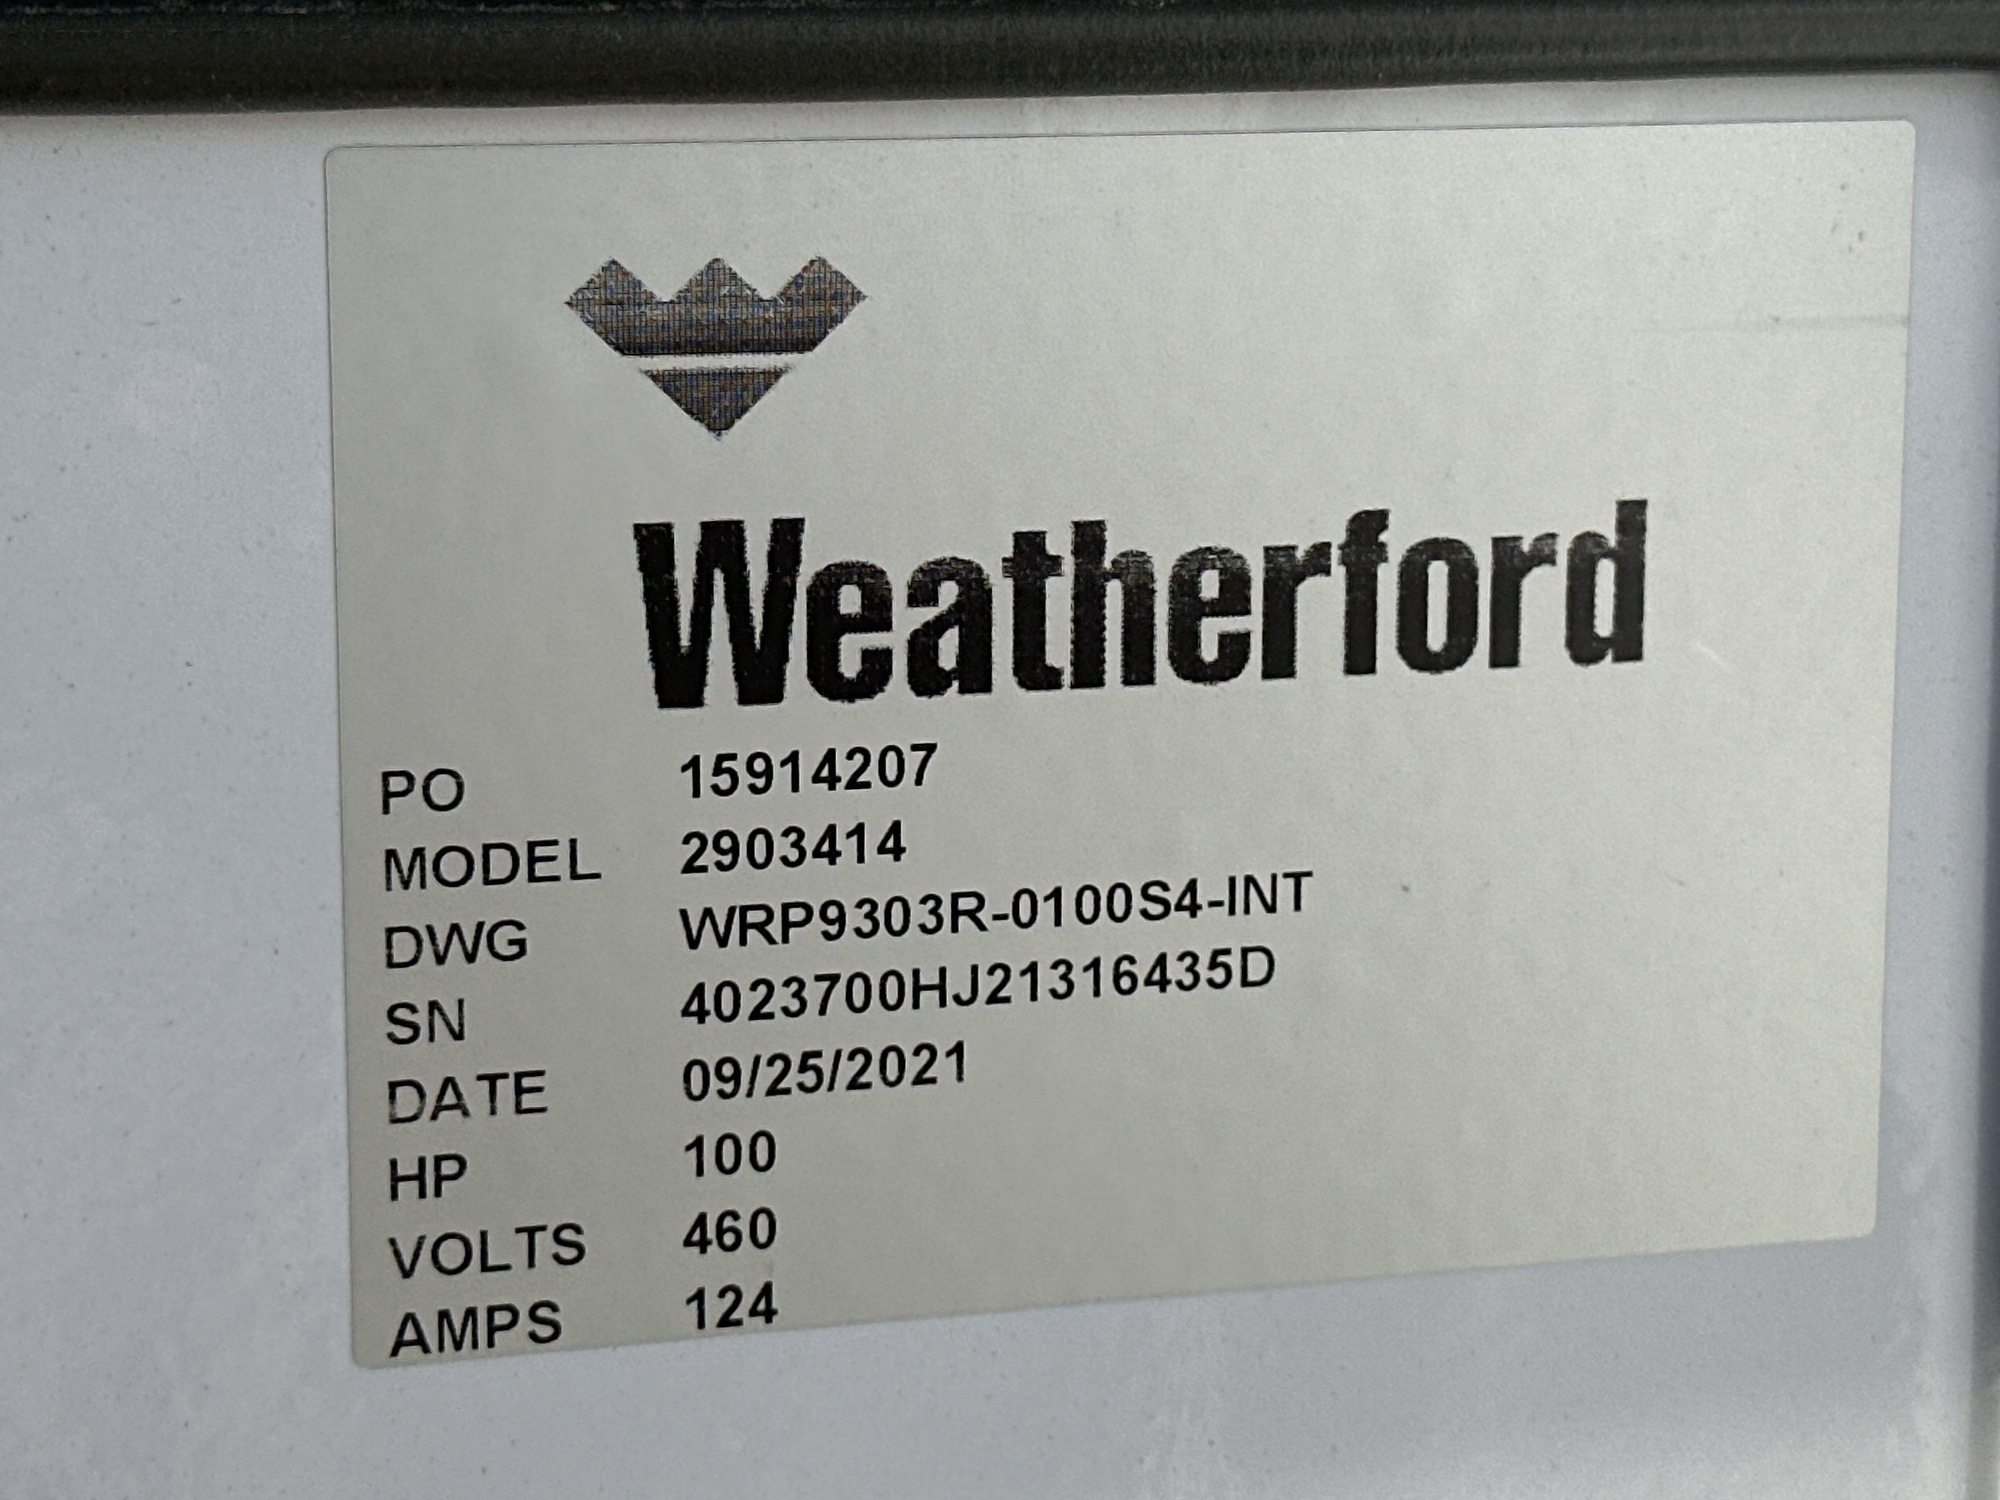 Weatherford
PO 15914207
MODEL 2903414
DWG WRP9303R-0100S4-INT
SN 4023700HJ21316435D
DATE 09/25/2021
HP 100
VOLTS 460
AMPS 124